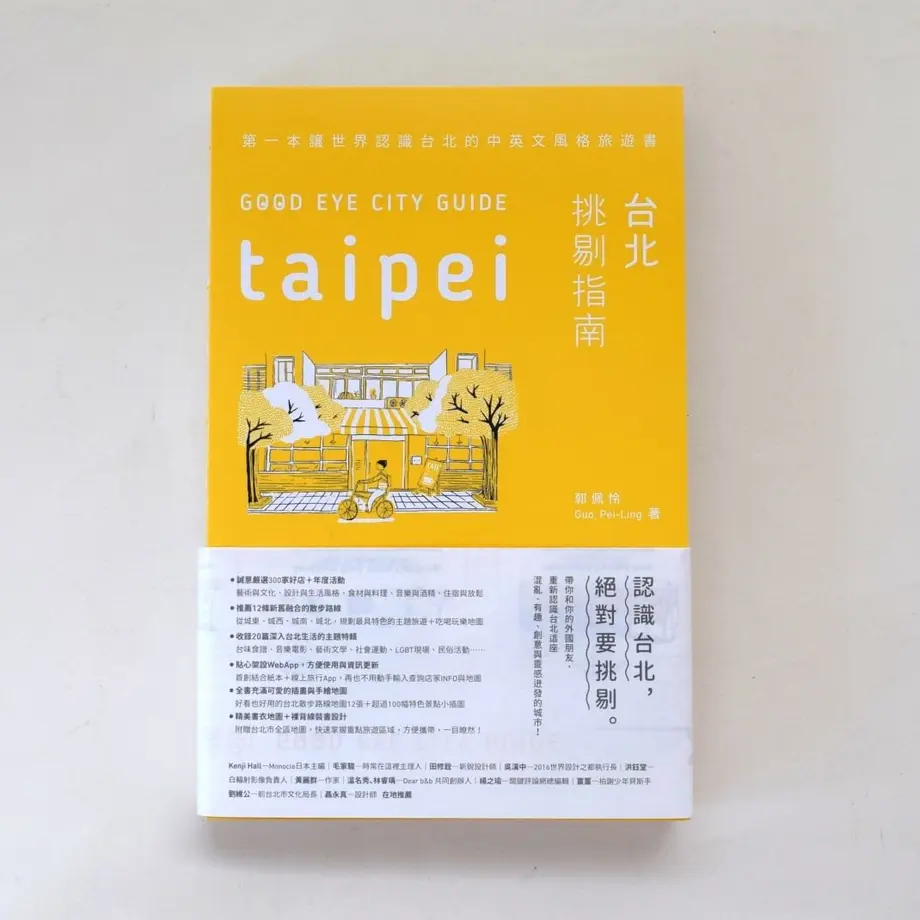 第一本讓世界認識台北的中英文風格旅遊書
GOOD EYE CITY GUIDE
taipei
台北
挑剔指南
郭佩怜
Guo, Pei-Ling 著
認識台北，
絕對要挑剔。
帶你和你的外國朋友，
重新認識台北這座
混亂、有趣、創意與靈感迸發的城市！
●誠意嚴選300家好店＋年度活動
藝術與文化、設計與生活風格、食材與料理、音樂與酒精、住宿與放鬆
●推薦12條新舊融合的散步路線
從城東、城西、城南、城北，規劃最具特色的主題旅遊＋吃喝玩樂地圖
●收錄20篇深入台北生活的主題特輯
台味食譜、音樂電影、藝術文學、社會運動、LGBT現場、民俗活動⋯⋯
●貼心架設WebApp，方便使用與資訊更新
首創結合紙本＋線上旅行App，再也不用動手輸入查詢店家INFO與地圖
●全書充滿可愛的插畫與手繪地圖
好看也好用的台北散步路線地圖12張＋超過100幅特色景點小插圖
●精美書衣地圖＋裸背線裝書設計
附贈台北市全區地圖，快速掌握重點旅遊區域，方便攜帶，一目瞭然！
Kenji Hall—Monocle日本主編｜毛家駿—時常在這裡主理人｜田修銓—新銳設計師｜吳漢中—2016世界設計之都執行長｜洪鈺堂—
白輻射影像負責人｜黃麗群—作家｜溫名秀、林睿瑀—Dear b&b 共同創辦人｜楊之瑜—關鍵評論網總編輯｜富董—拍謝少年貝斯手
劉維公—前台北市文化局長｜聶永真—設計師 在地推薦